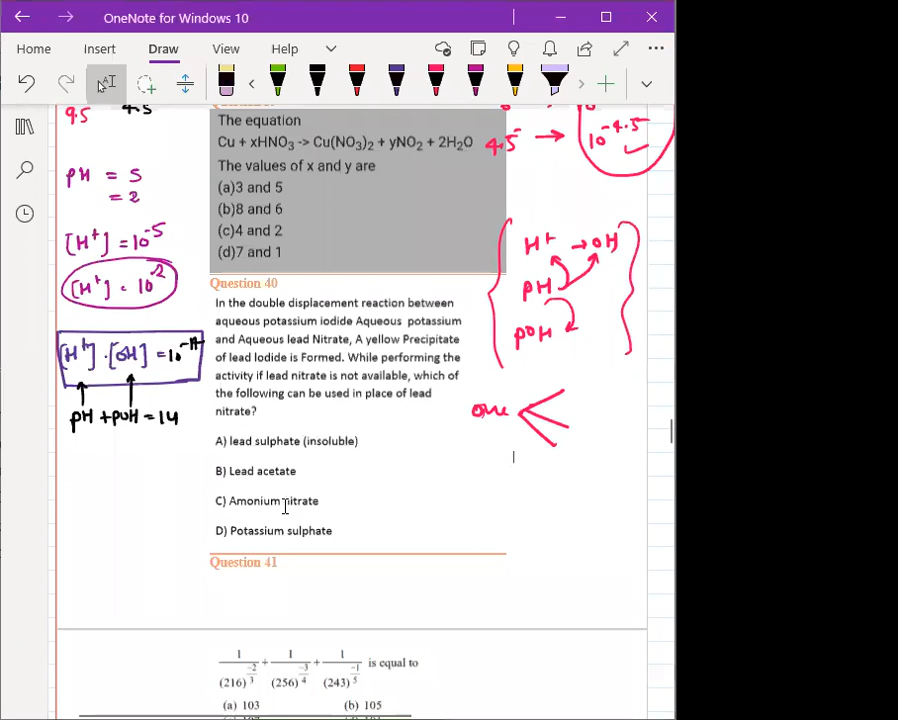 OneNote for Windows 10
Home Insert Draw View Help
9.5 4.5
The equation
Cu + xHNO₃ -> Cu(NO₃)₂ + yNO₂ + 2H₂O
The values of x and y are
(a)3 and 5
(b)8 and 6
(c)4 and 2
(d)7 and 1
4.5 → 10^-4.5
pH = 5
= 2
[H+] = 10^-5
[H+] = 10^-2
[H+] · [OH] = 10^-14
pH + pOH = 14
H+ → OH
pH
pOH
Question 40
In the double displacement reaction between
aqueous potassium iodide Aqueous potassium
and Aqueous lead Nitrate, A yellow Precipitate
of lead Iodide is Formed. While performing the
activity if lead nitrate is not available, which of
the following can be used in place of lead
nitrate?
A) lead sulphate (insoluble)
B) Lead acetate
C) Amonium nitrate
D) Potassium sulphate
one
Question 41
1/(216)^(-2/3) + 1/(256)^(-3/4) + 1/(243)^(-1/5) is equal to
(a) 103 (b) 105